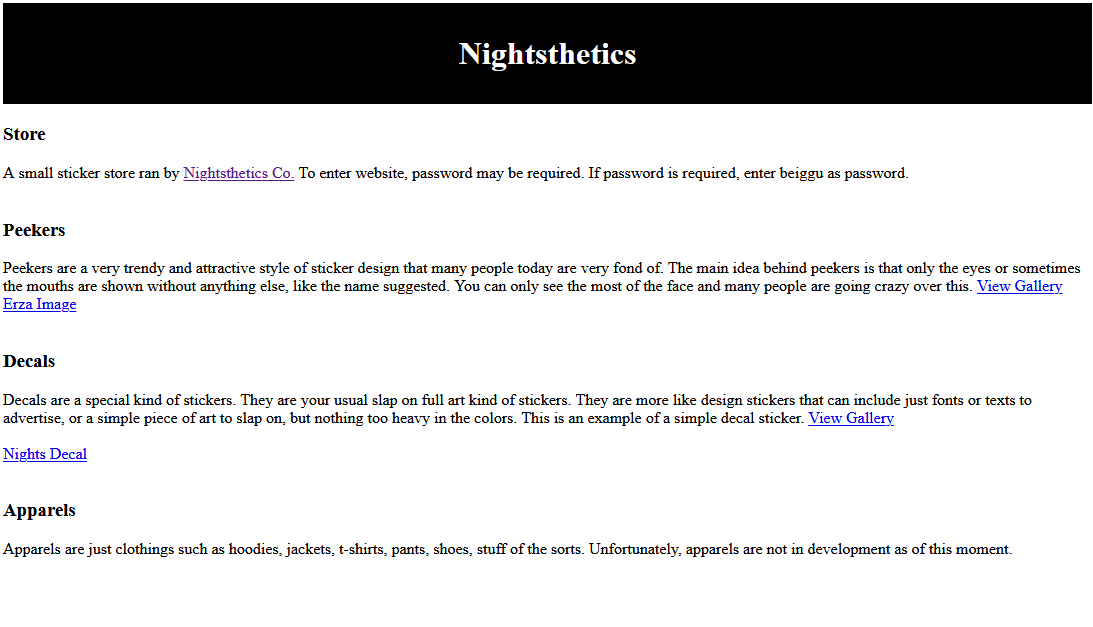 Nightsthetics
Store
A small sticker store ran by Nightsthetics Co. To enter website, password may be required. If password is required, enter beiggu as password.
Peekers
Peekers are a very trendy and attractive style of sticker design that many people today are very fond of. The main idea behind peekers is that only the eyes or sometimes
the mouths are shown without anything else, like the name suggested. You can only see the most of the face and many people are going crazy over this. View Gallery
Erza Image
Decals
Decals are a special kind of stickers. They are your usual slap on full art kind of stickers. They are more like design stickers that can include just fonts or texts to
advertise, or a simple piece of art to slap on, but nothing too heavy in the colors. This is an example of a simple decal sticker. View Gallery
Nights Decal
Apparels
Apparels are just clothings such as hoodies, jackets, t-shirts, pants, shoes, stuff of the sorts. Unfortunately, apparels are not in development as of this moment.